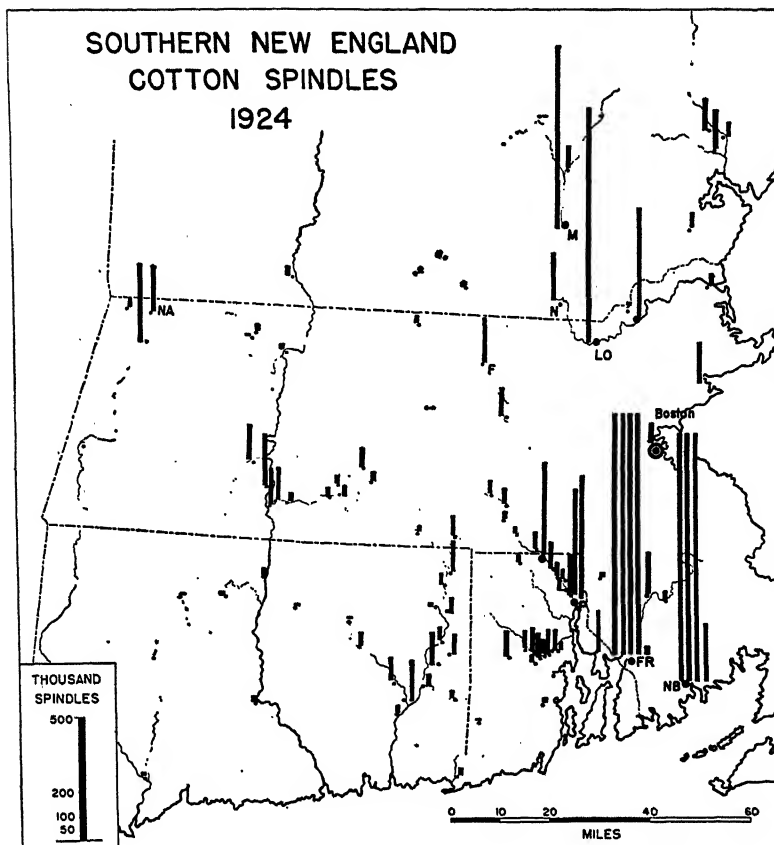 SOUTHERN NEW ENGLAND
COTTON SPINDLES
1924
M
NA
N
LO
F
Boston
FR
NB
THOUSAND
SPINDLES
500
200
100
50
0 10 20 40 60
MILES